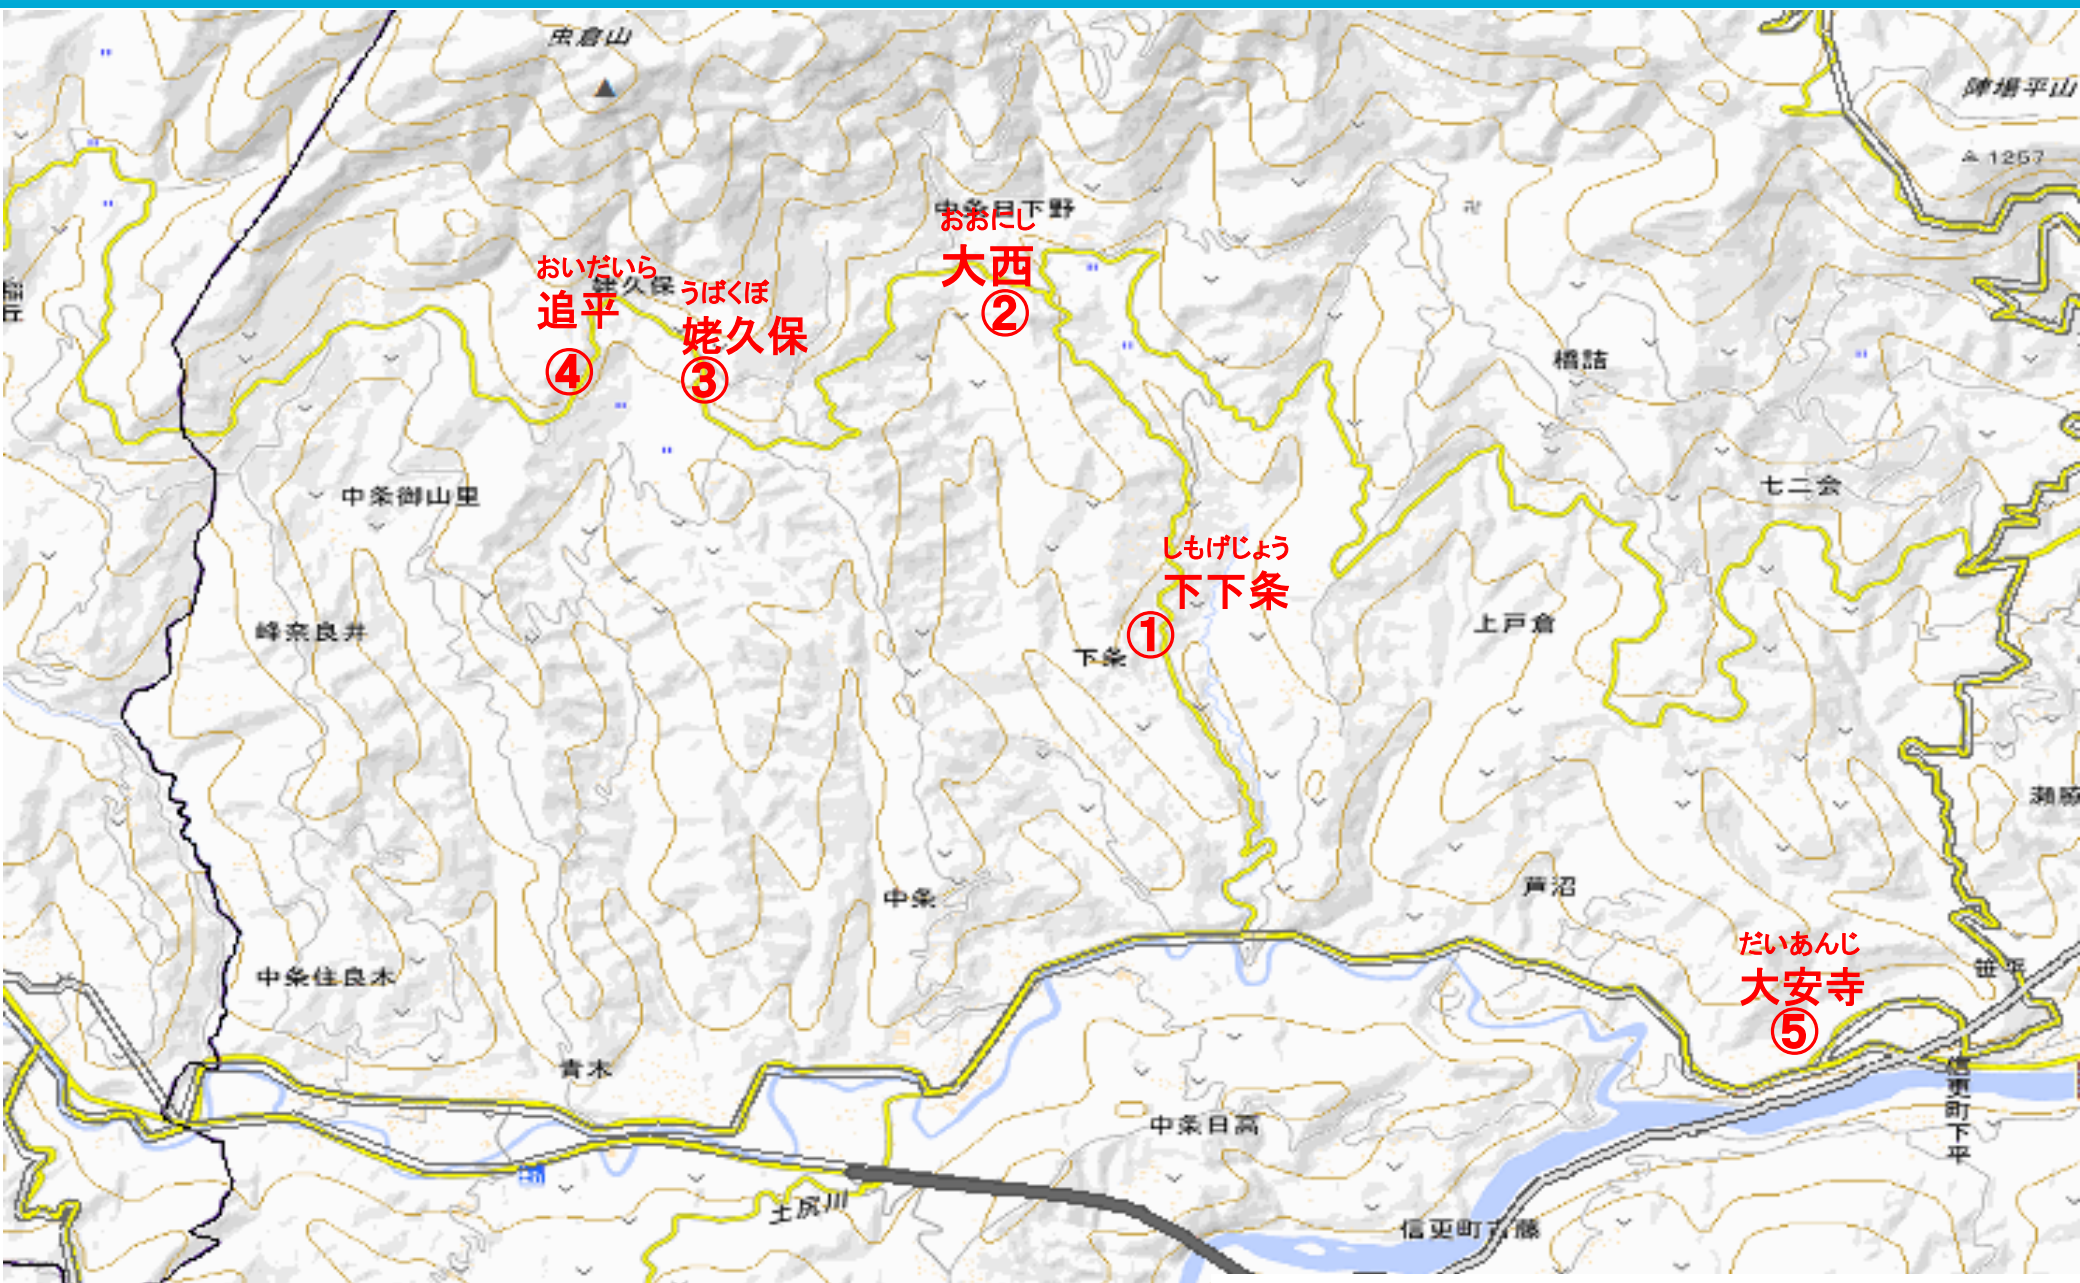 虫倉山
陣場平山
1257
中条日下野
おおにし
大西
②
おいだいら
追平
④
姥久保
うばくぼ
姥久保
③
橋詰
中条御山里
七二会
しもげじょう
下下条
①
下条
峰奈良井
上戸倉
中条
芦沼
だいあんじ
大安寺
⑤
笹平
中条住良木
青木
中条日高
信更町下平
土尻川
信更町吉藤